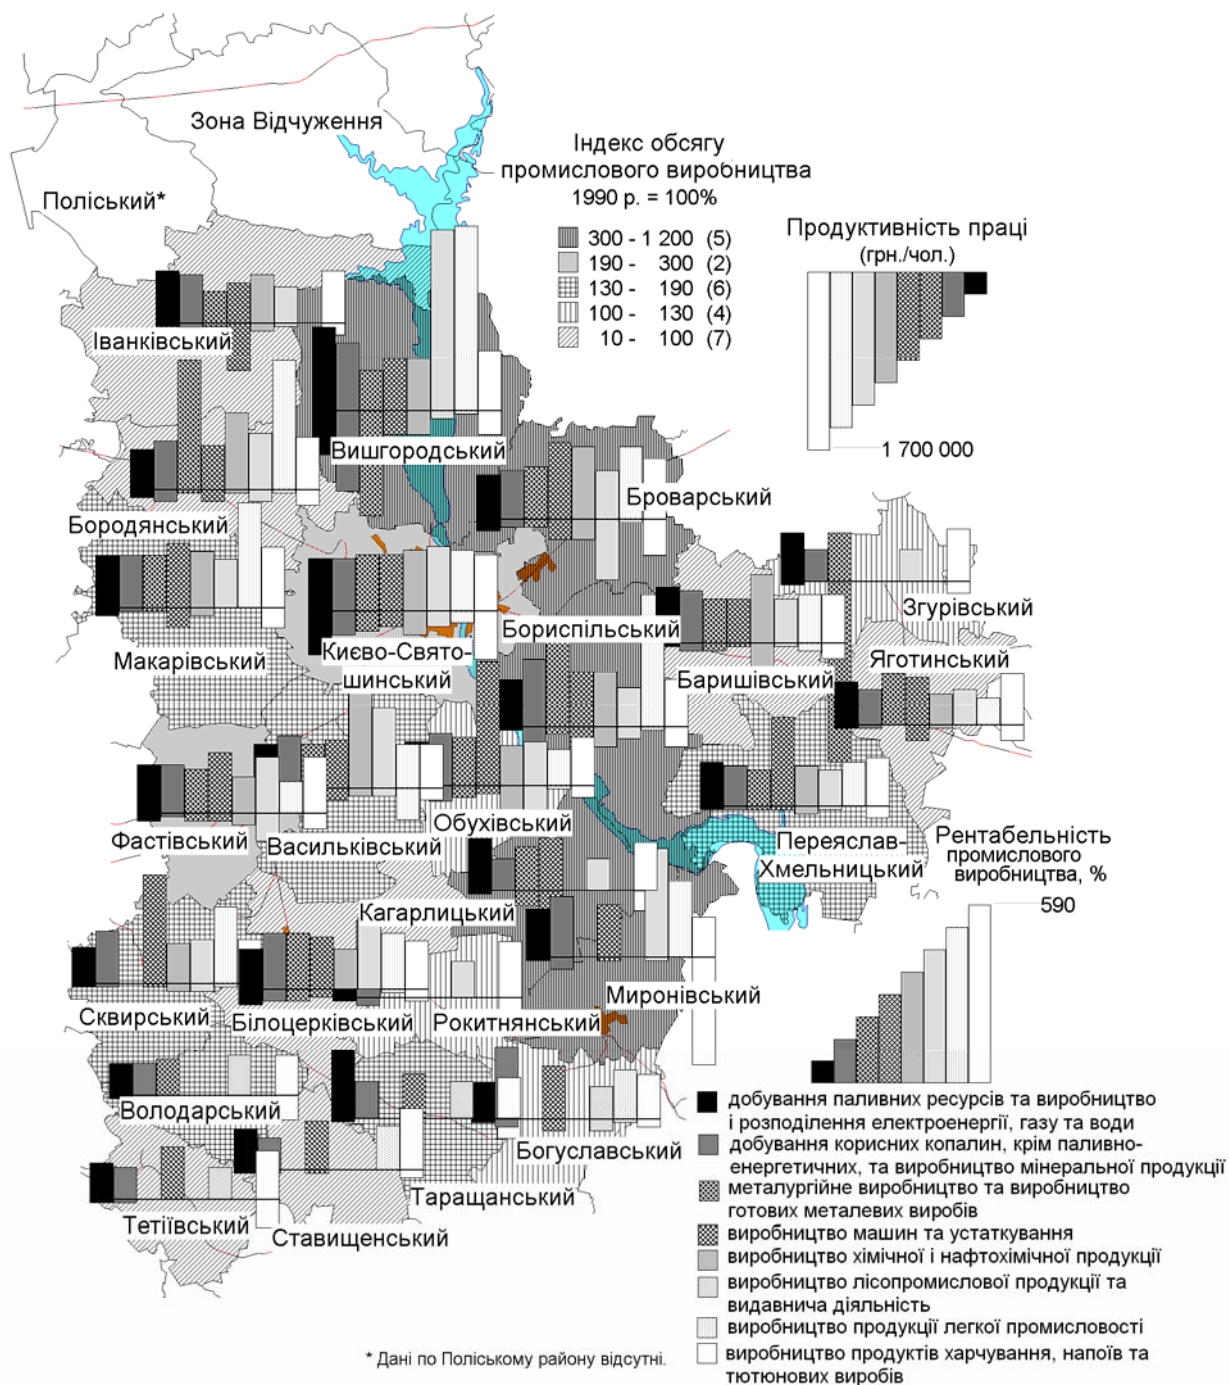 Зона Відчуження
Поліський*
Індекс обсягу
промислового виробництва
1990 р. = 100%
300 - 1 200 (5)
190 - 300 (2)
130 - 190 (6)
100 - 130 (4)
10 - 100 (7)
Продуктивність праці
(грн./чол.)
1 700 000
Іванківський
Вишгородський
Броварський
Бородянський
Згурівський
Бориспільський
Макарівський
Києво-Свято-
шинський
Баришівський
Яготинський
Обухівський
Фастівський
Васильківський
Переяслав-
Хмельницький
Рентабельність
промислового
виробництва, %
590
Кагарлицький
Миронівський
Сквирський
Білоцерківський
Рокитнянський
Володарський
Богуславський
Таращанський
Тетіївський
Ставищенський
добування паливних ресурсів та виробництво
і розподілення електроенергії, газу та води
добування корисних копалин, крім паливно-
енергетичних, та виробництво мінеральної продукції
металургійне виробництво та виробництво
готових металевих виробів
виробництво машин та устаткування
виробництво хімічної і нафтохімічної продукції
виробництво лісопромислової продукції та
видавнича діяльність
виробництво продукції легкої промисловості
виробництво продуктів харчування, напоїв та
тютюнових виробів
* Дані по Поліському району відсутні.